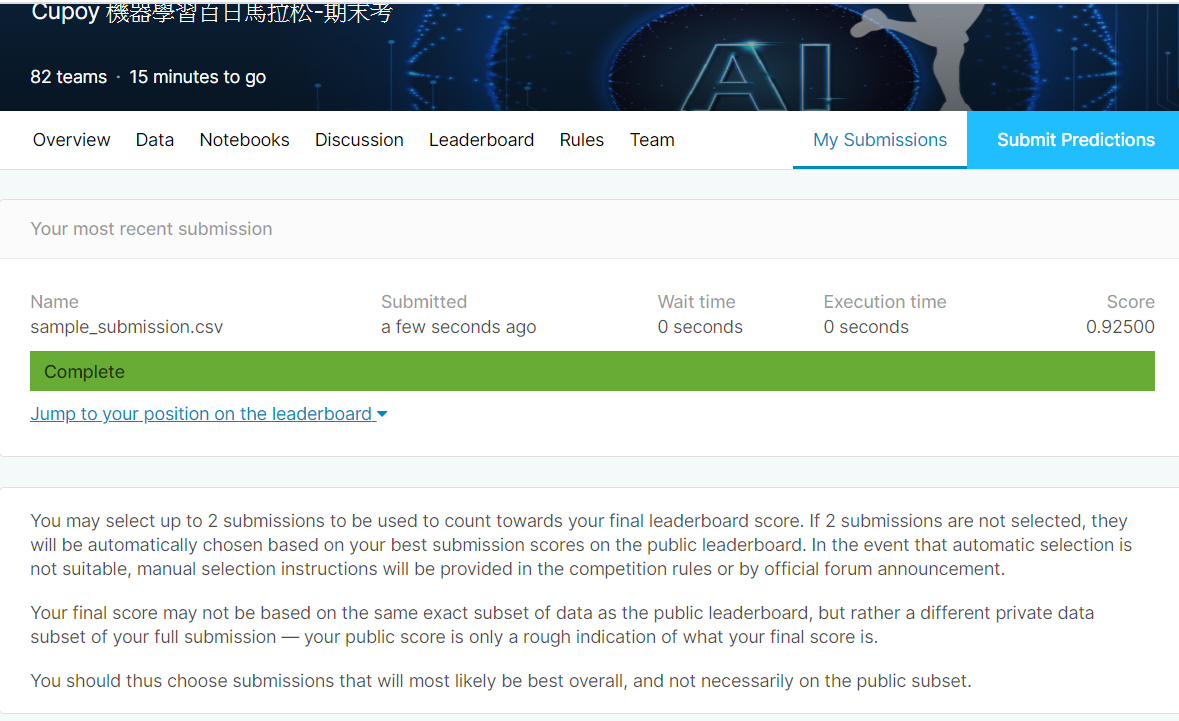 Cupoy 機器學習百日馬拉松-期末考
82 teams · 15 minutes to go
AI
Overview Data Notebooks Discussion Leaderboard Rules Team My Submissions Submit Predictions
Your most recent submission
Name Submitted Wait time Execution time Score
sample_submission.csv a few seconds ago 0 seconds 0 seconds 0.92500
Complete
Jump to your position on the leaderboard
You may select up to 2 submissions to be used to count towards your final leaderboard score. If 2 submissions are not selected, they
will be automatically chosen based on your best submission scores on the public leaderboard. In the event that automatic selection is
not suitable, manual selection instructions will be provided in the competition rules or by official forum announcement.
Your final score may not be based on the same exact subset of data as the public leaderboard, but rather a different private data
subset of your full submission — your public score is only a rough indication of what your final score is.
You should thus choose submissions that will most likely be best overall, and not necessarily on the public subset.